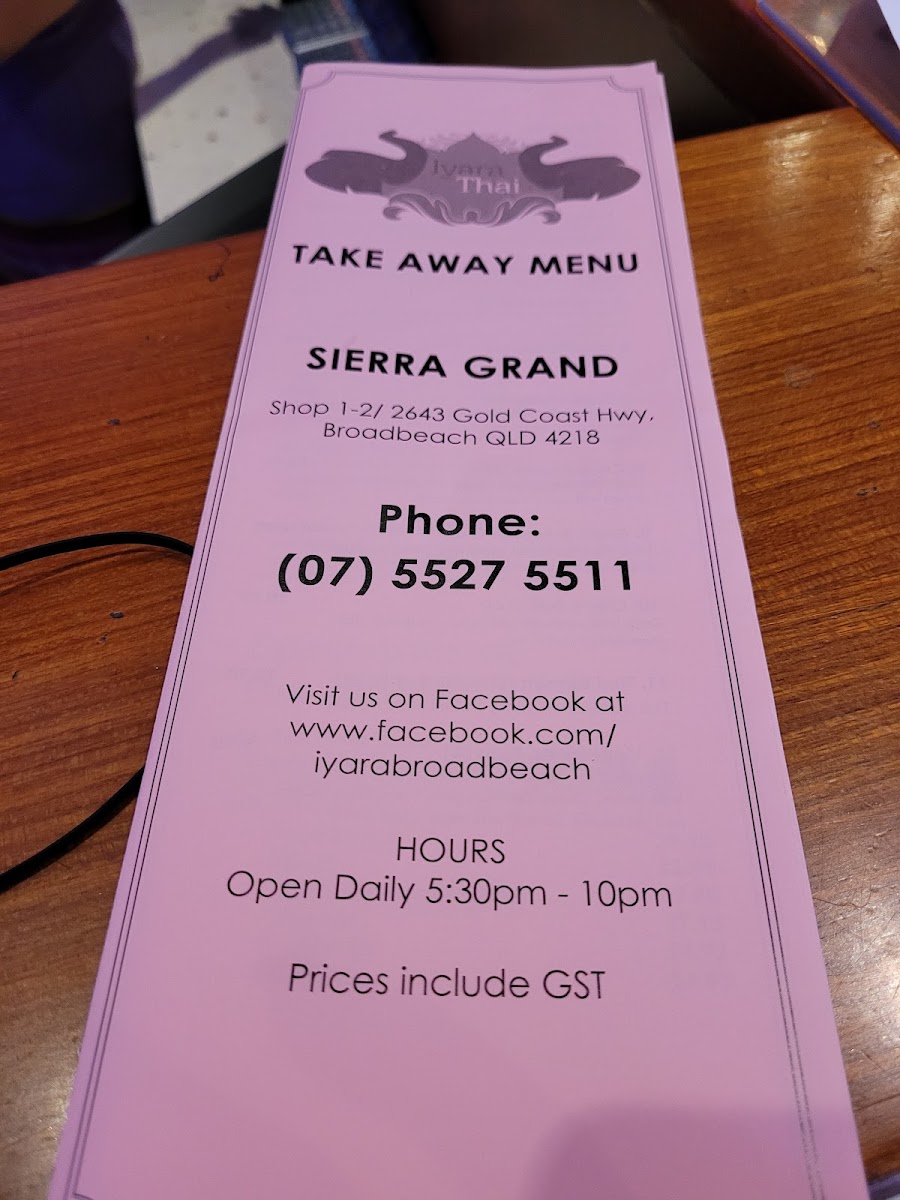 Iyara
Thai
TAKE AWAY MENU
SIERRA GRAND
Shop 1-2/ 2643 Gold Coast Hwy,
Broadbeach QLD 4218
Phone:
(07) 5527 5511
Visit us on Facebook at
www.facebook.com/
iyarabroadbeach
HOURS
Open Daily 5:30pm - 10pm
Prices include GST